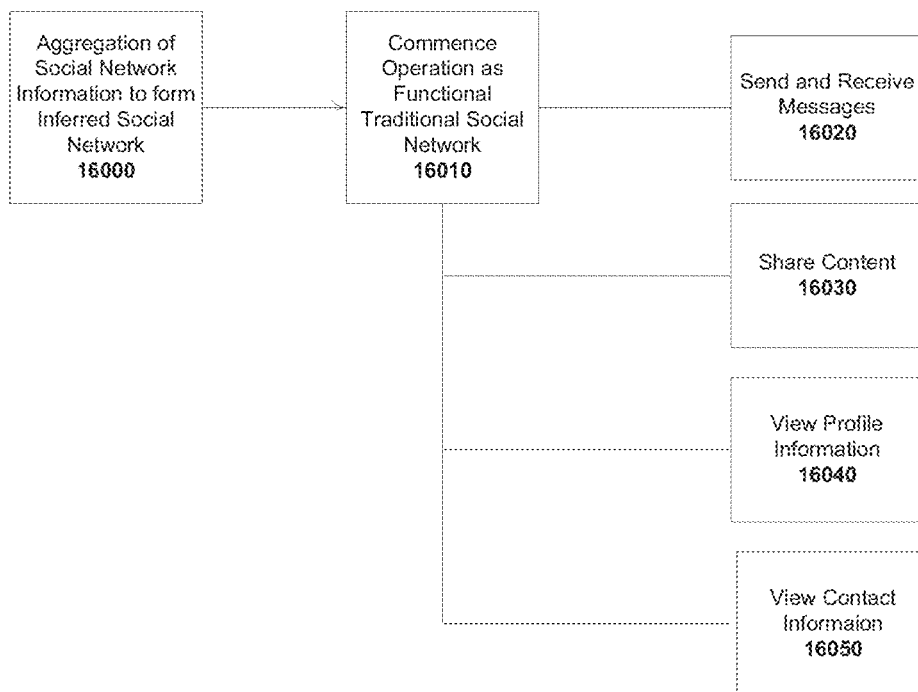 Aggregation of
Social Network
Information to form
Inferred Social
Network
16000
Commence
Operation as
Functional
Traditional Social
Network
16010
Send and Receive
Messages
16020
Share Content
16030
View Profile
Information
16040
View Contact
Informaion
16050